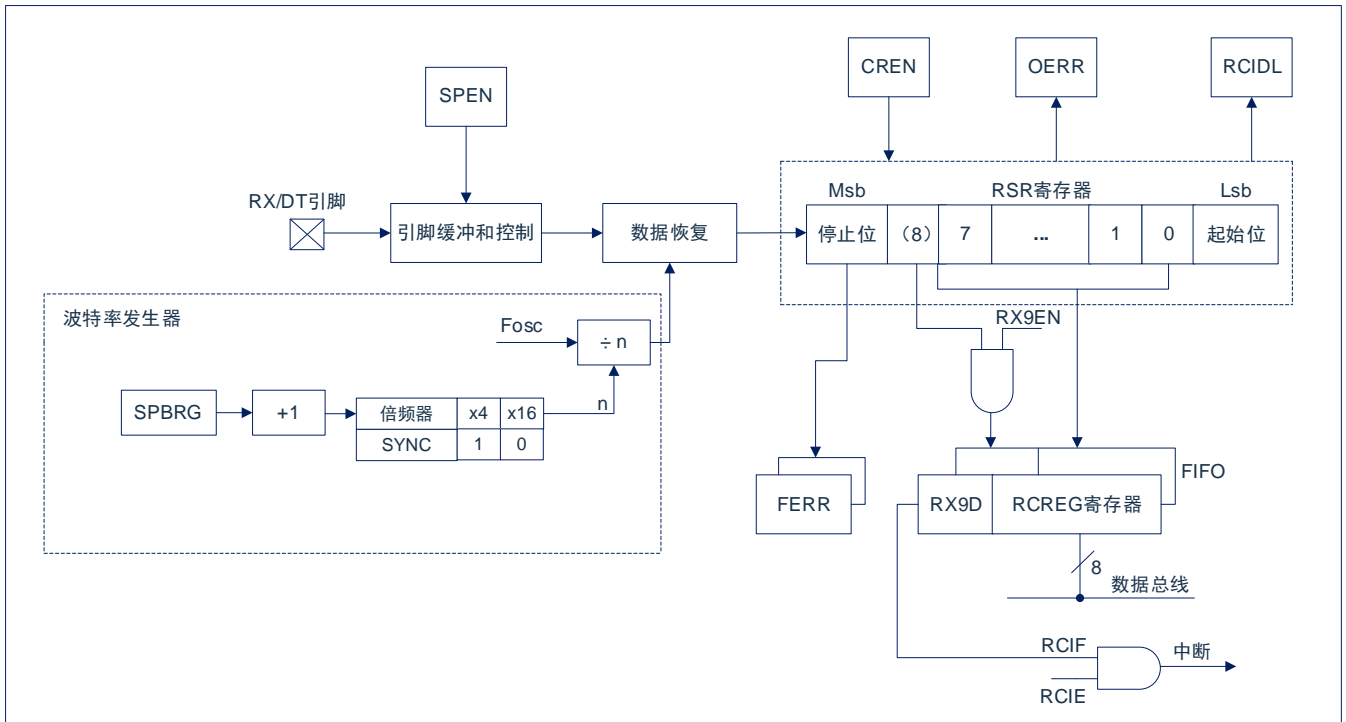 CREN
OERR
RCIDL
SPEN
Msb
RSR寄存器
Lsb
RX/DT引脚
引脚缓冲和控制
数据恢复
停止位
（8）
7
...
1
0
起始位
波特率发生器
Fosc
÷ n
RX9EN
SPBRG
+1
倍频器
x4
x16
n
SYNC
1
0
FIFO
FERR
RX9D
RCREG寄存器
8
数据总线
RCIF
中断
RCIE